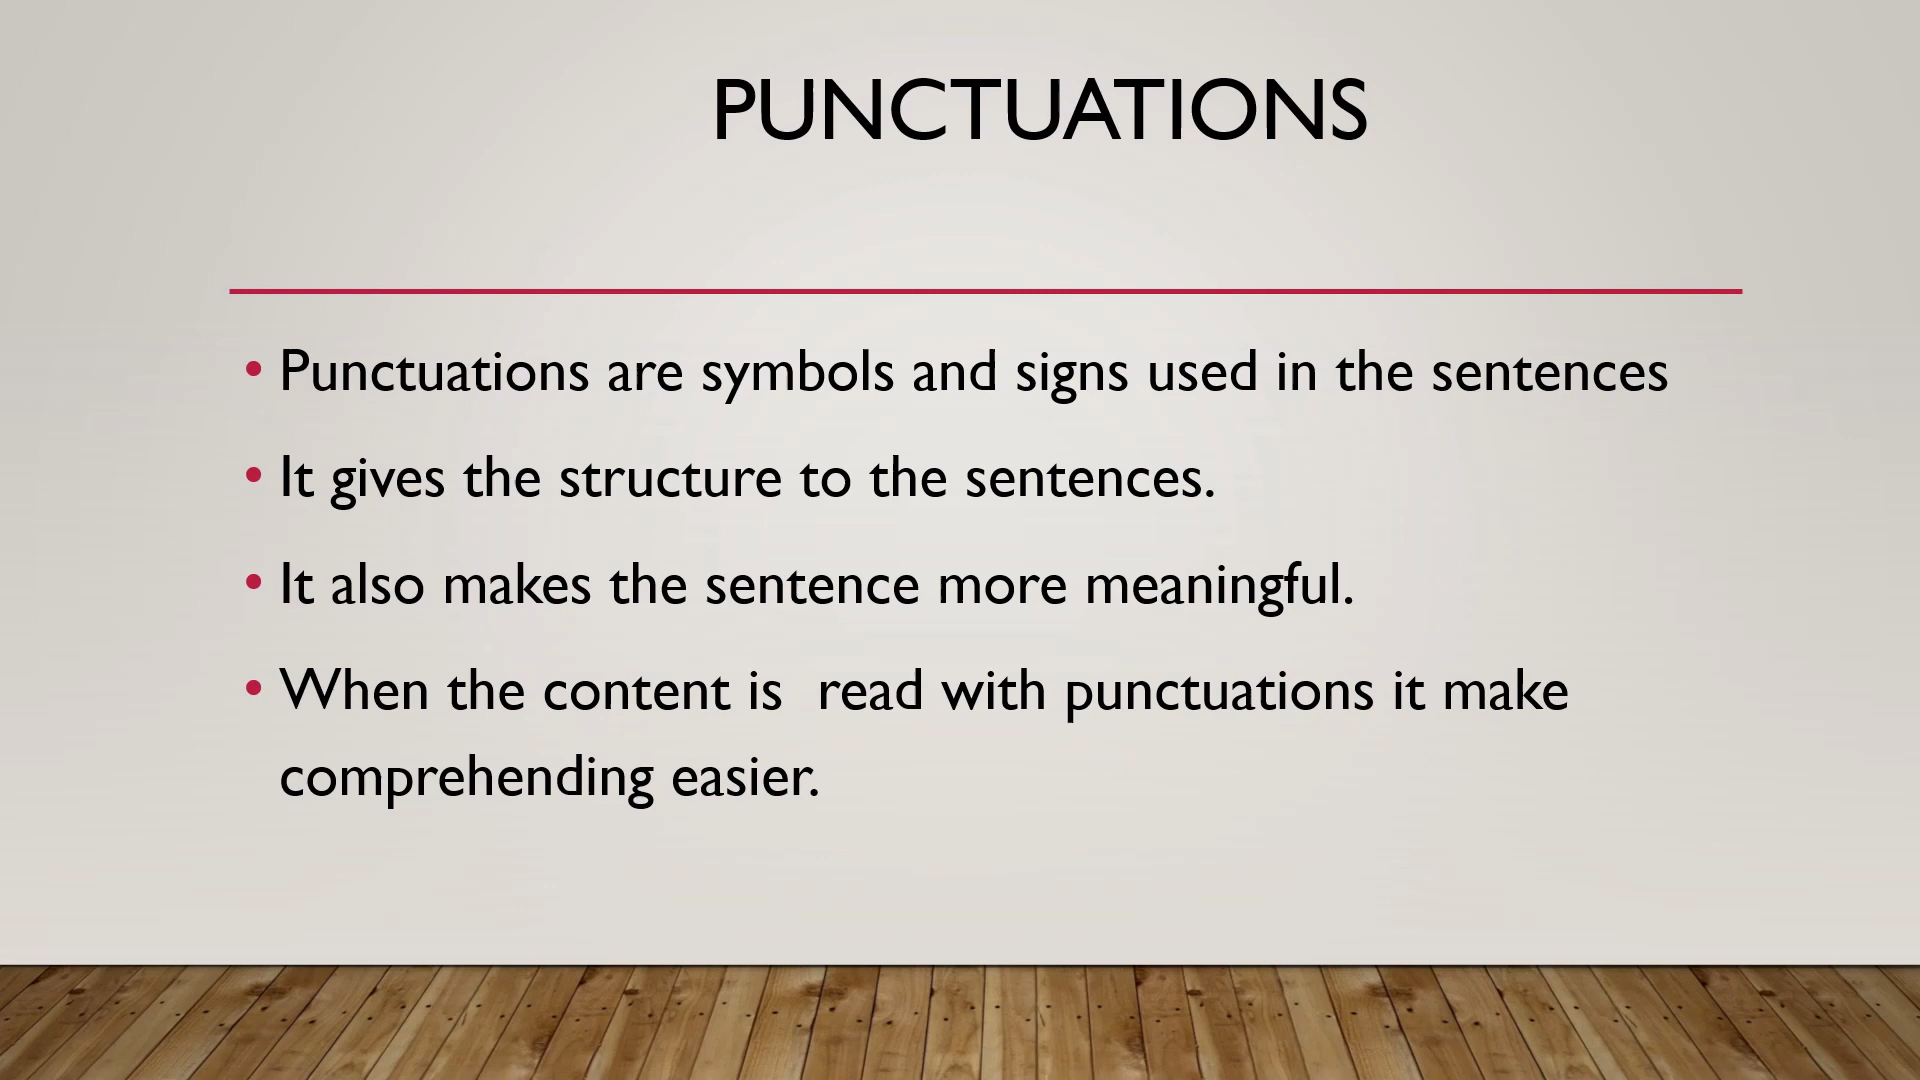 PUNCTUATIONS
• Punctuations are symbols and signs used in the sentences
• It gives the structure to the sentences.
• It also makes the sentence more meaningful.
• When the content is  read with punctuations it make
comprehending easier.